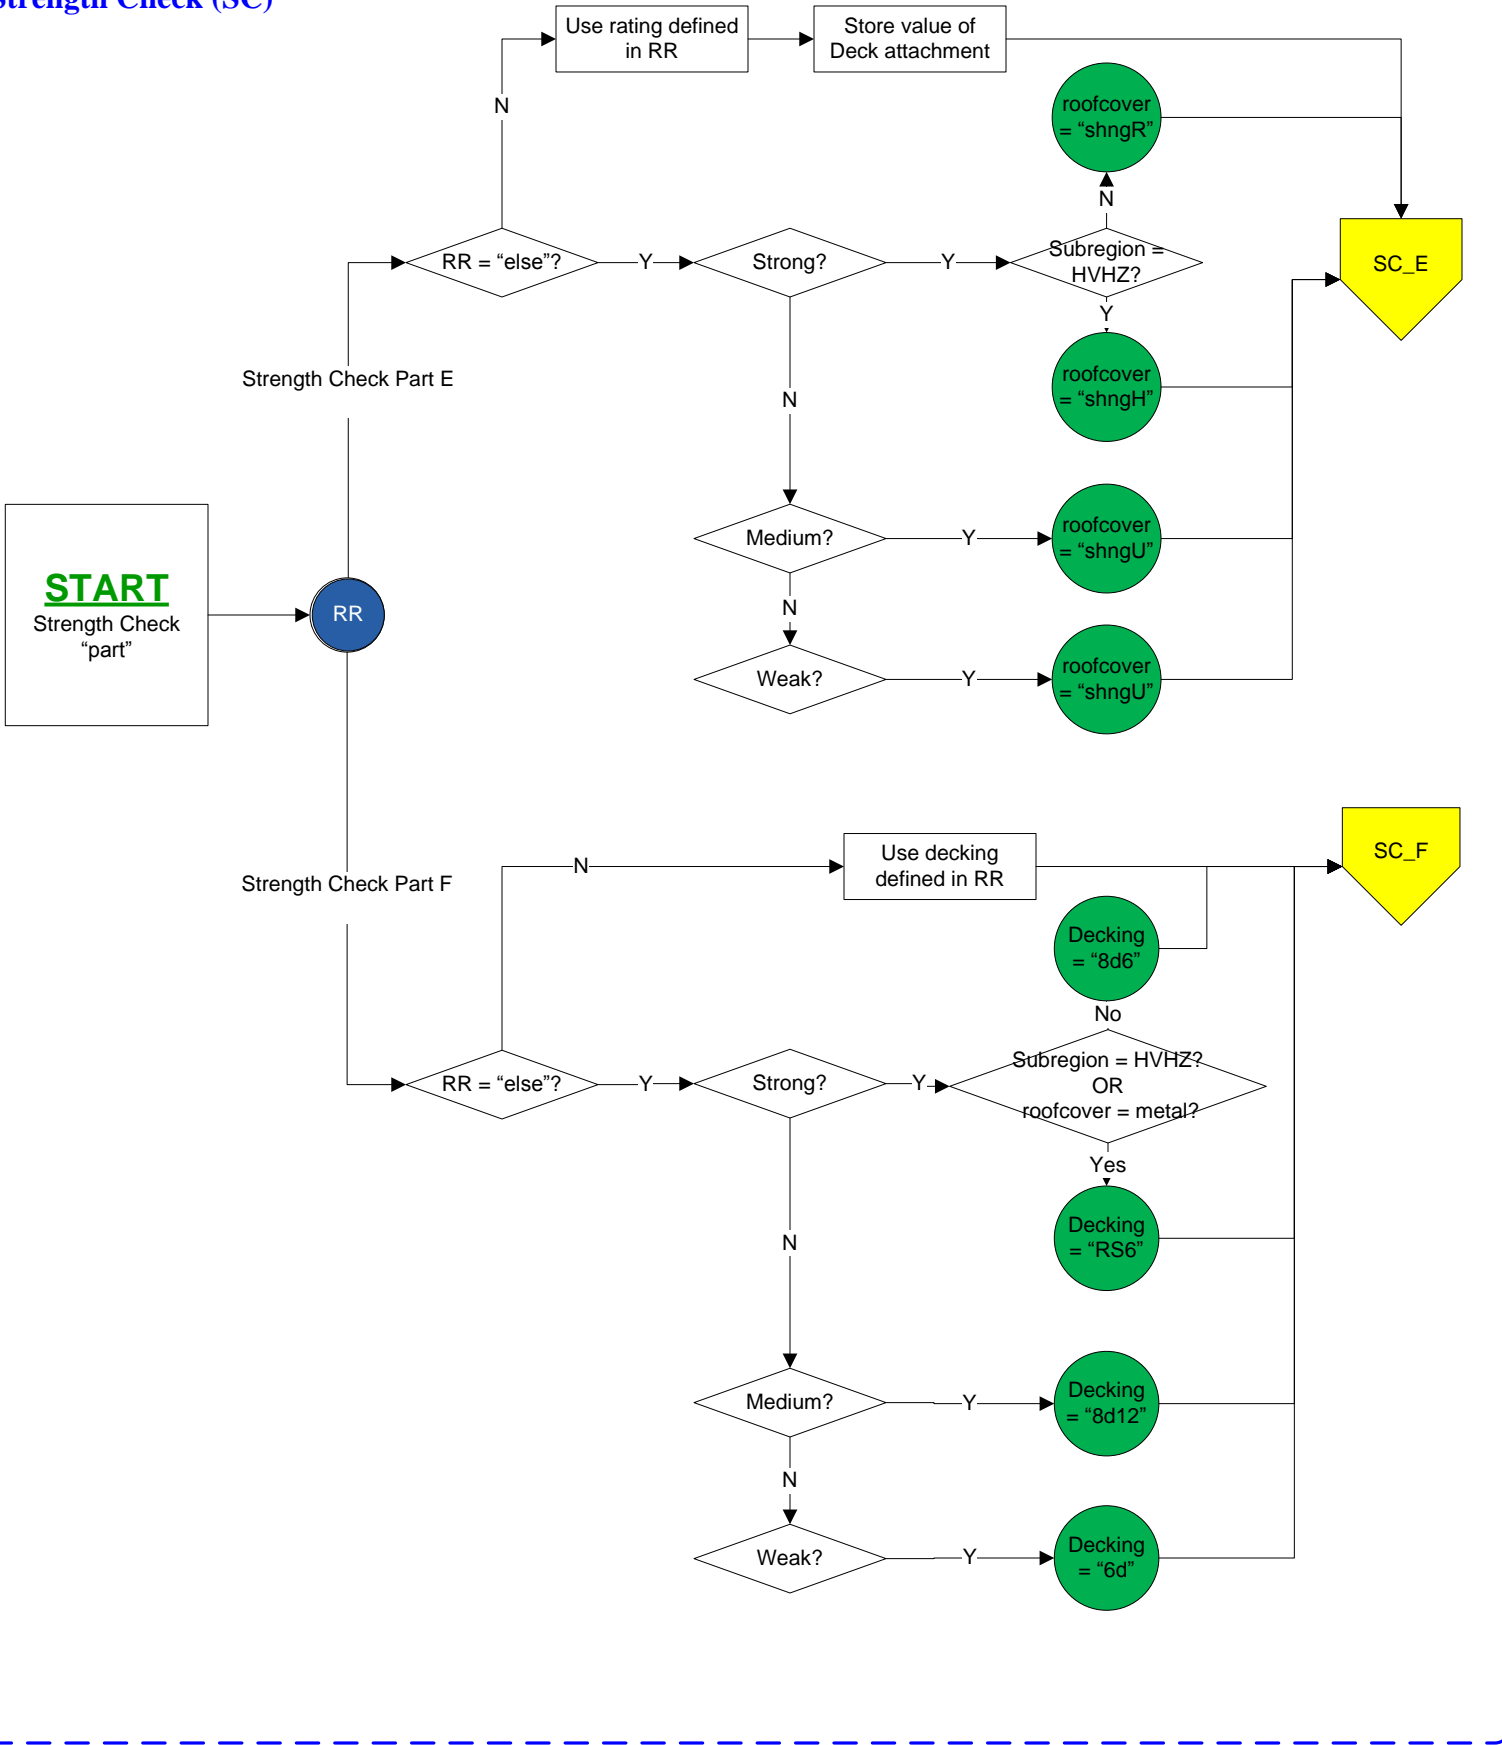 Strength Check (SC)
Use rating defined
in RR
Store value of
Deck attachment
N
roofcover
= “shngR”
N
RR = “else”?
Y
Strong?
Y
Subregion =
HVHZ?
SC_E
Y
Strength Check Part E
roofcover
= “shngH”
N
Medium?
Y
roofcover
= “shngU”
START
Strength Check
“part”
RR
N
Weak?
Y
roofcover
= “shngU”
Strength Check Part F
N
Use decking
defined in RR
SC_F
Decking
= “8d6”
No
RR = “else”?
Y
Strong?
Y
Subregion = HVHZ?
OR
roofcover = metal?
Yes
Decking
= “RS6”
N
Medium?
Y
Decking
= “8d12”
N
Weak?
Y
Decking
= “6d”